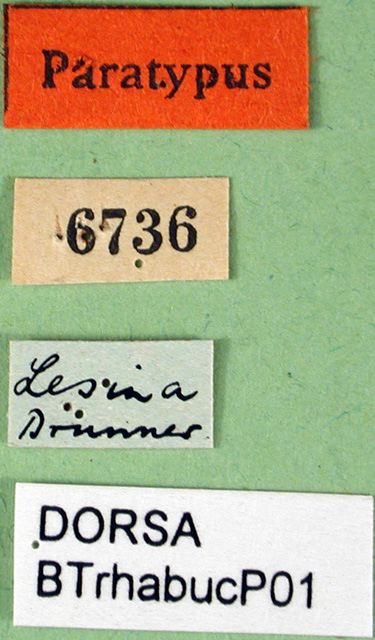 Paratypus
6736
Lesina
Brunner
DORSA
BTrhabucP01